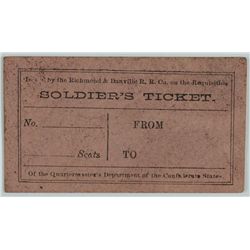 Issued by the Richmond & Danville R. R. Co. on the Requisition
SOLDIER'S TICKET.
No. FROM
Seats TO
Of the Quartermaster's Department of the Confederate States.